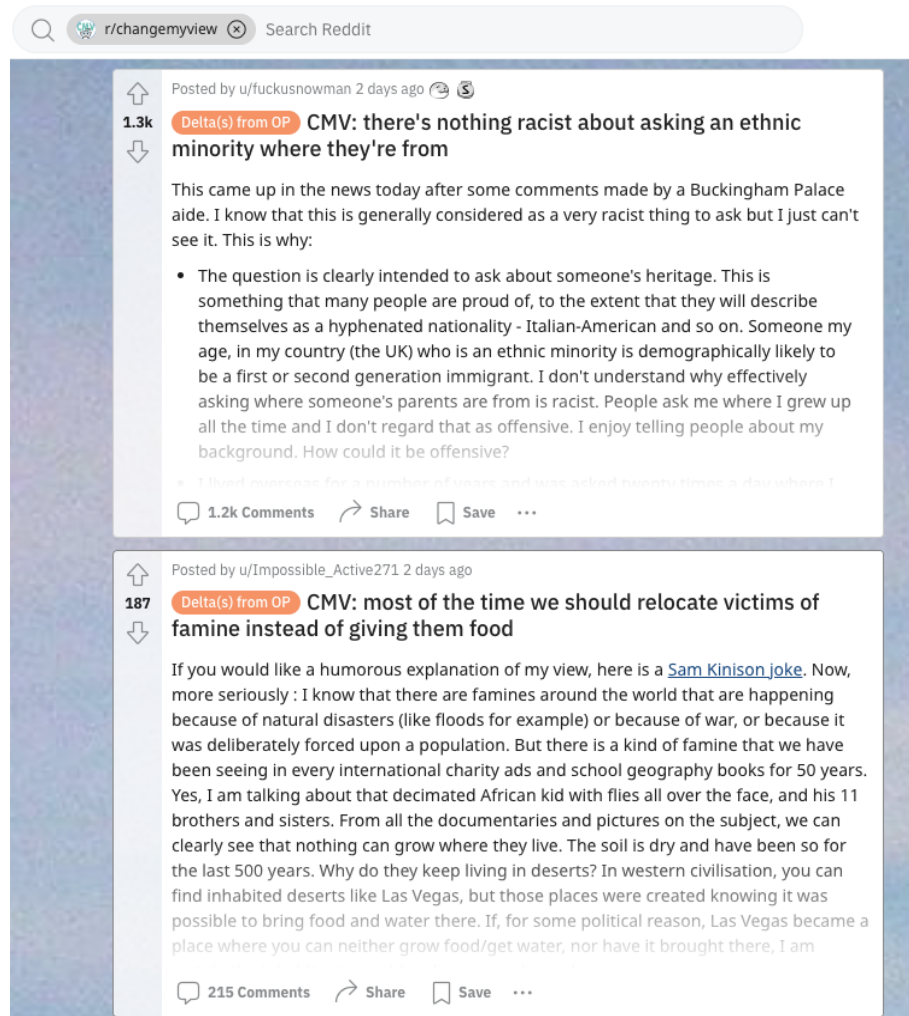 r/changemyview Search Reddit
Posted by u/fuckusnowman 2 days ago
1.3k
Delta(s) from OP CMV: there's nothing racist about asking an ethnic
minority where they're from
This came up in the news today after some comments made by a Buckingham Palace
aide. I know that this is generally considered as a very racist thing to ask but I just can't
see it. This is why:
• The question is clearly intended to ask about someone's heritage. This is
something that many people are proud of, to the extent that they will describe
themselves as a hyphenated nationality - Italian-American and so on. Someone my
age, in my country (the UK) who is an ethnic minority is demographically likely to
be a first or second generation immigrant. I don't understand why effectively
asking where someone's parents are from is racist. People ask me where I grew up
all the time and I don't regard that as offensive. I enjoy telling people about my
background. How could it be offensive?
• I lived overseas for a number of years and was asked twenty times a day where I
1.2k Comments Share Save
Posted by u/Impossible_Active271 2 days ago
187
Delta(s) from OP CMV: most of the time we should relocate victims of
famine instead of giving them food
If you would like a humorous explanation of my view, here is a Sam Kinison joke. Now,
more seriously : I know that there are famines around the world that are happening
because of natural disasters (like floods for example) or because of war, or because it
was deliberately forced upon a population. But there is a kind of famine that we have
been seeing in every international charity ads and school geography books for 50 years.
Yes, I am talking about that decimated African kid with flies all over the face, and his 11
brothers and sisters. From all the documentaries and pictures on the subject, we can
clearly see that nothing can grow where they live. The soil is dry and have been so for
the last 500 years. Why do they keep living in deserts? In western civilisation, you can
find inhabited deserts like Las Vegas, but those places were created knowing it was
possible to bring food and water there. If, for some political reason, Las Vegas became a
place where you can neither grow food/get water, nor have it brought there, I am
215 Comments Share Save